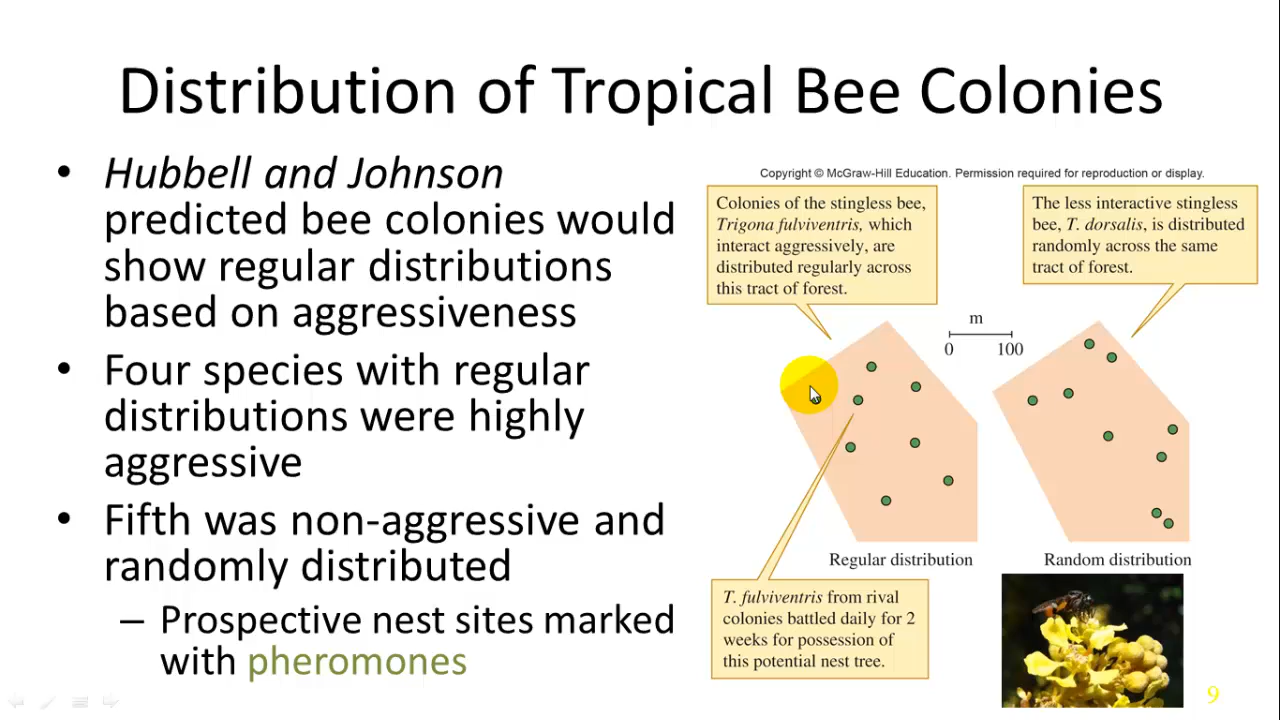 Distribution of Tropical Bee Colonies
• Hubbell and Johnson
predicted bee colonies would
show regular distributions
based on aggressiveness
• Four species with regular
distributions were highly
aggressive
• Fifth was non-aggressive and
randomly distributed
– Prospective nest sites marked
with pheromones
Copyright © McGraw-Hill Education. Permission required for reproduction or display.
Colonies of the stingless bee,
Trigona fulviventris, which
interact aggressively, are
distributed regularly across
this tract of forest.
The less interactive stingless
bee, T. dorsalis, is distributed
randomly across the same
tract of forest.
m
0 100
Regular distribution
Random distribution
T. fulviventris from rival
colonies battled daily for 2
weeks for possession of
this potential nest tree.
9